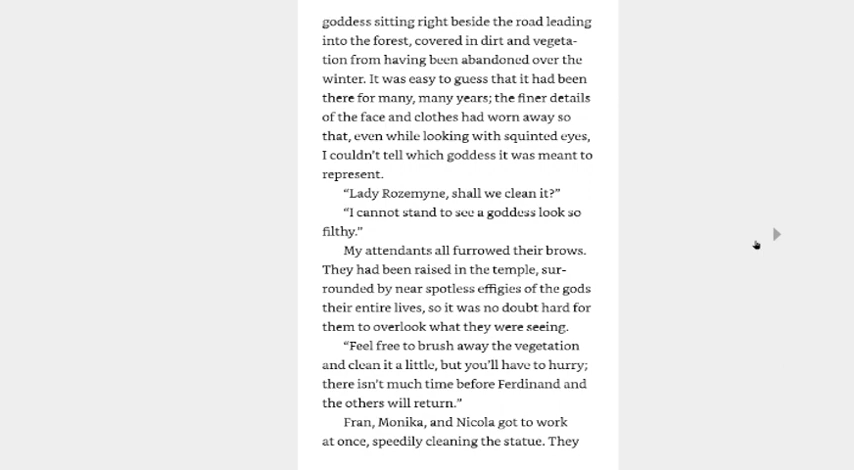 goddess sitting right beside the road leading
into the forest, covered in dirt and vegeta-
tion from having been abandoned over the
winter. It was easy to guess that it had been
there for many, many years; the finer details
of the face and clothes had worn away so
that, even while looking with squinted eyes,
I couldn’t tell which goddess it was meant to
represent.
“Lady Rozemyne, shall we clean it?”
“I cannot stand to see a goddess look so
filthy.”
My attendants all furrowed their brows.
They had been raised in the temple, sur-
rounded by near spotless effigies of the gods
their entire lives, so it was no doubt hard for
them to overlook what they were seeing.
“Feel free to brush away the vegetation
and clean it a little, but you’ll have to hurry;
there isn’t much time before Ferdinand and
the others will return.”
Fran, Monika, and Nicola got to work
at once, speedily cleaning the statue. They